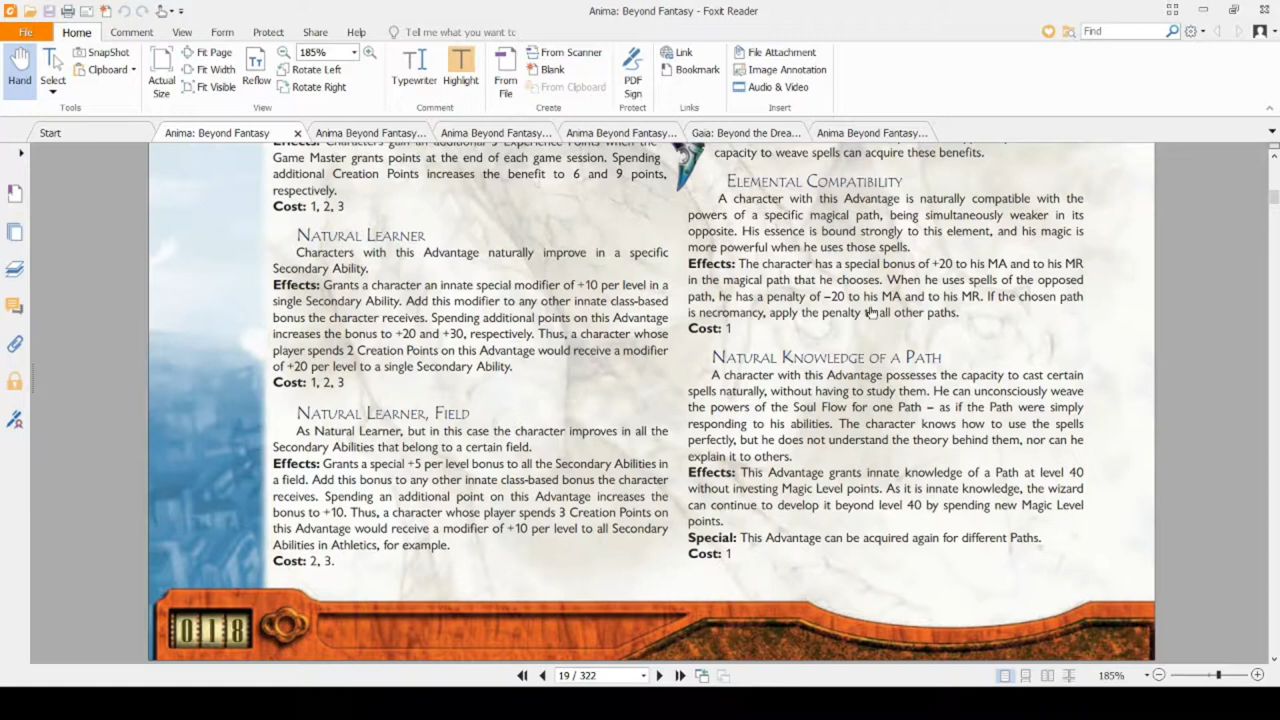 Anima: Beyond Fantasy - Foxit Reader
File Home Comment View Form Protect Share Help Tell me what you want tc Find
Hand
Select
SnapShot
Clipboard
Tools
Actual
Size
Fit Page
Fit Width
Fit Visible
Reflow
185%
Rotate Left
Rotate Right
View
Typewriter
Highlight
Comment
From
File
From Scanner
Blank
From Clipboard
Create
PDF
Sign
Protect
Link
Bookmark
Links
File Attachment
Image Annotation
Audio & Video
Insert
Start Anima: Beyond Fantasy Anima Beyond Fantasy... Anima Beyond Fantasy... Anima Beyond Fantasy... Gaia: Beyond the Drea... Anima Beyond Fantasy...
Game Master grants points at the end of each game session. Spending
additional Creation Points increases the benefit to 6 and 9 points,
respectively.
Cost: 1, 2, 3
Natural Learner
Characters with this Advantage naturally improve in a specific
Secondary Ability.
Effects: Grants a character an innate special modifier of +10 per level in a
single Secondary Ability. Add this modifier to any other innate class-based
bonus the character receives. Spending additional points on this Advantage
increases the bonus to +20 and +30, respectively. Thus, a character whose
player spends 2 Creation Points on this Advantage would receive a modifier
of +20 per level to a single Secondary Ability.
Cost: 1, 2, 3
Natural Learner, Field
As Natural Learner, but in this case the character improves in all the
Secondary Abilities that belong to a certain field.
Effects: Grants a special +5 per level bonus to all the Secondary Abilities in
a field. Add this bonus to any other innate class-based bonus the character
receives. Spending an additional point on this Advantage increases the
bonus to +10. Thus, a character whose player spends 3 Creation Points on
this Advantage would receive a modifier of +10 per level to all Secondary
Abilities in Athletics, for example.
Cost: 2, 3.
capacity to weave spells can acquire these benefits.
Elemental Compatibility
A character with this Advantage is naturally compatible with the
powers of a specific magical path, being simultaneously weaker in its
opposite. His essence is bound strongly to this element, and his magic is
more powerful when he uses those spells.
Effects: The character has a special bonus of +20 to his MA and to his MR
in the magical path that he chooses. When he uses spells of the opposed
path, he has a penalty of –20 to his MA and to his MR. If the chosen path
is necromancy, apply the penalty to all other paths.
Cost: 1
Natural Knowledge of a Path
A character with this Advantage possesses the capacity to cast certain
spells naturally, without having to study them. He can unconsciously weave
the powers of the Soul Flow for one Path – as if the Path were simply
responding to his abilities. The character knows how to use the spells
perfectly, but he does not understand the theory behind them, nor can he
explain it to others.
Effects: This Advantage grants innate knowledge of a Path at level 40
without investing Magic Level points. As it is innate knowledge, the wizard
can continue to develop it beyond level 40 by spending new Magic Level
points.
Special: This Advantage can be acquired again for different Paths.
Cost: 1
018
19 / 322
185%